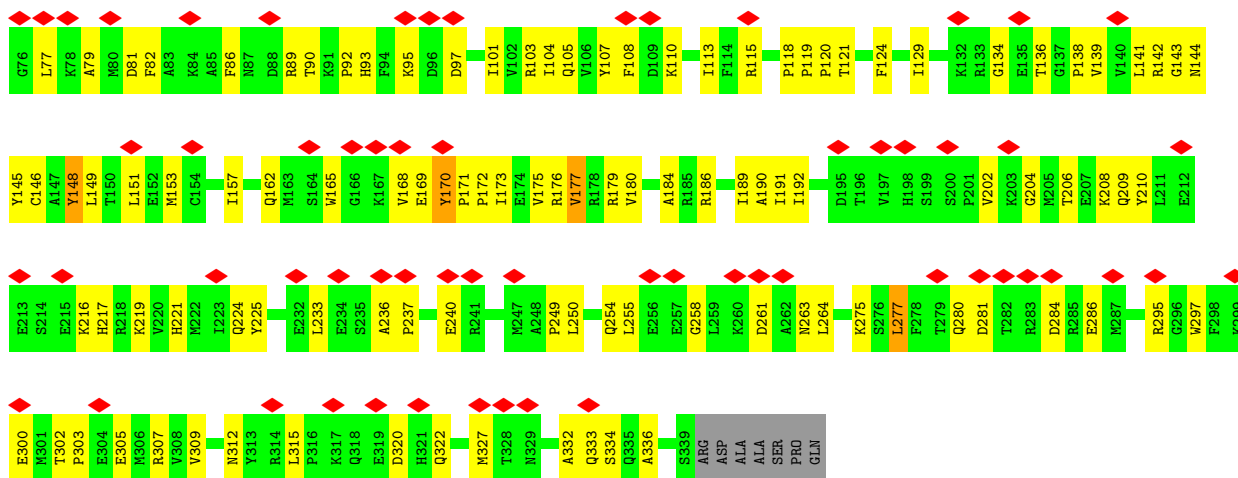 G76 L77 K78 A79 M80 D81 F82 A83 K84 A85 F86 N87 D88 R89 T90 K91 P92 H93 F94 K95 D96 D97 I101 V102 R103 I104 Q105 V106 Y107 F108 D109 K110 I113 F114 R115 P118 P119 P120 T121 F124 I129 K132 R133 G134 E135 T136 G137 P138 V139 V140 L141 R142 G143 N144
Y145 C146 A147 Y148 L149 T150 L151 E152 M153 C154 I157 Q162 M163 S164 W165 G166 K167 V168 E169 Y170 P171 P172 I173 E174 V175 R176 V177 R178 R179 V180 A184 R185 R186 I189 A190 I191 I192 D195 T196 V197 H198 S199 S200 P201 V202 K203 G204 M205 T206 E207 K208 Q209 Y210 L211 E212
E213 S214 E215 K216 H217 R218 K219 V220 H221 M222 I223 Q224 Y225 E232 L233 E234 S235 A236 P237 E240 R241 M247 A248 P249 L250 Q254 L255 E256 E257 G258 L259 K260 D261 A262 N263 L264 K275 S276 L277 F278 T279 Q280 D281 T282 R283 D284 R285 E286 M287 R295 G296 W297 F298 K299
E300 M301 T302 P303 E304 E305 M306 R307 V308 V309 N312 Y313 R314 L315 P316 K317 Q318 E319 D320 H321 Q322 M327 T328 N329 A332 Q333 S334 Q335 A336 S339 ARG ASP ALA ALA SER PRO GLN